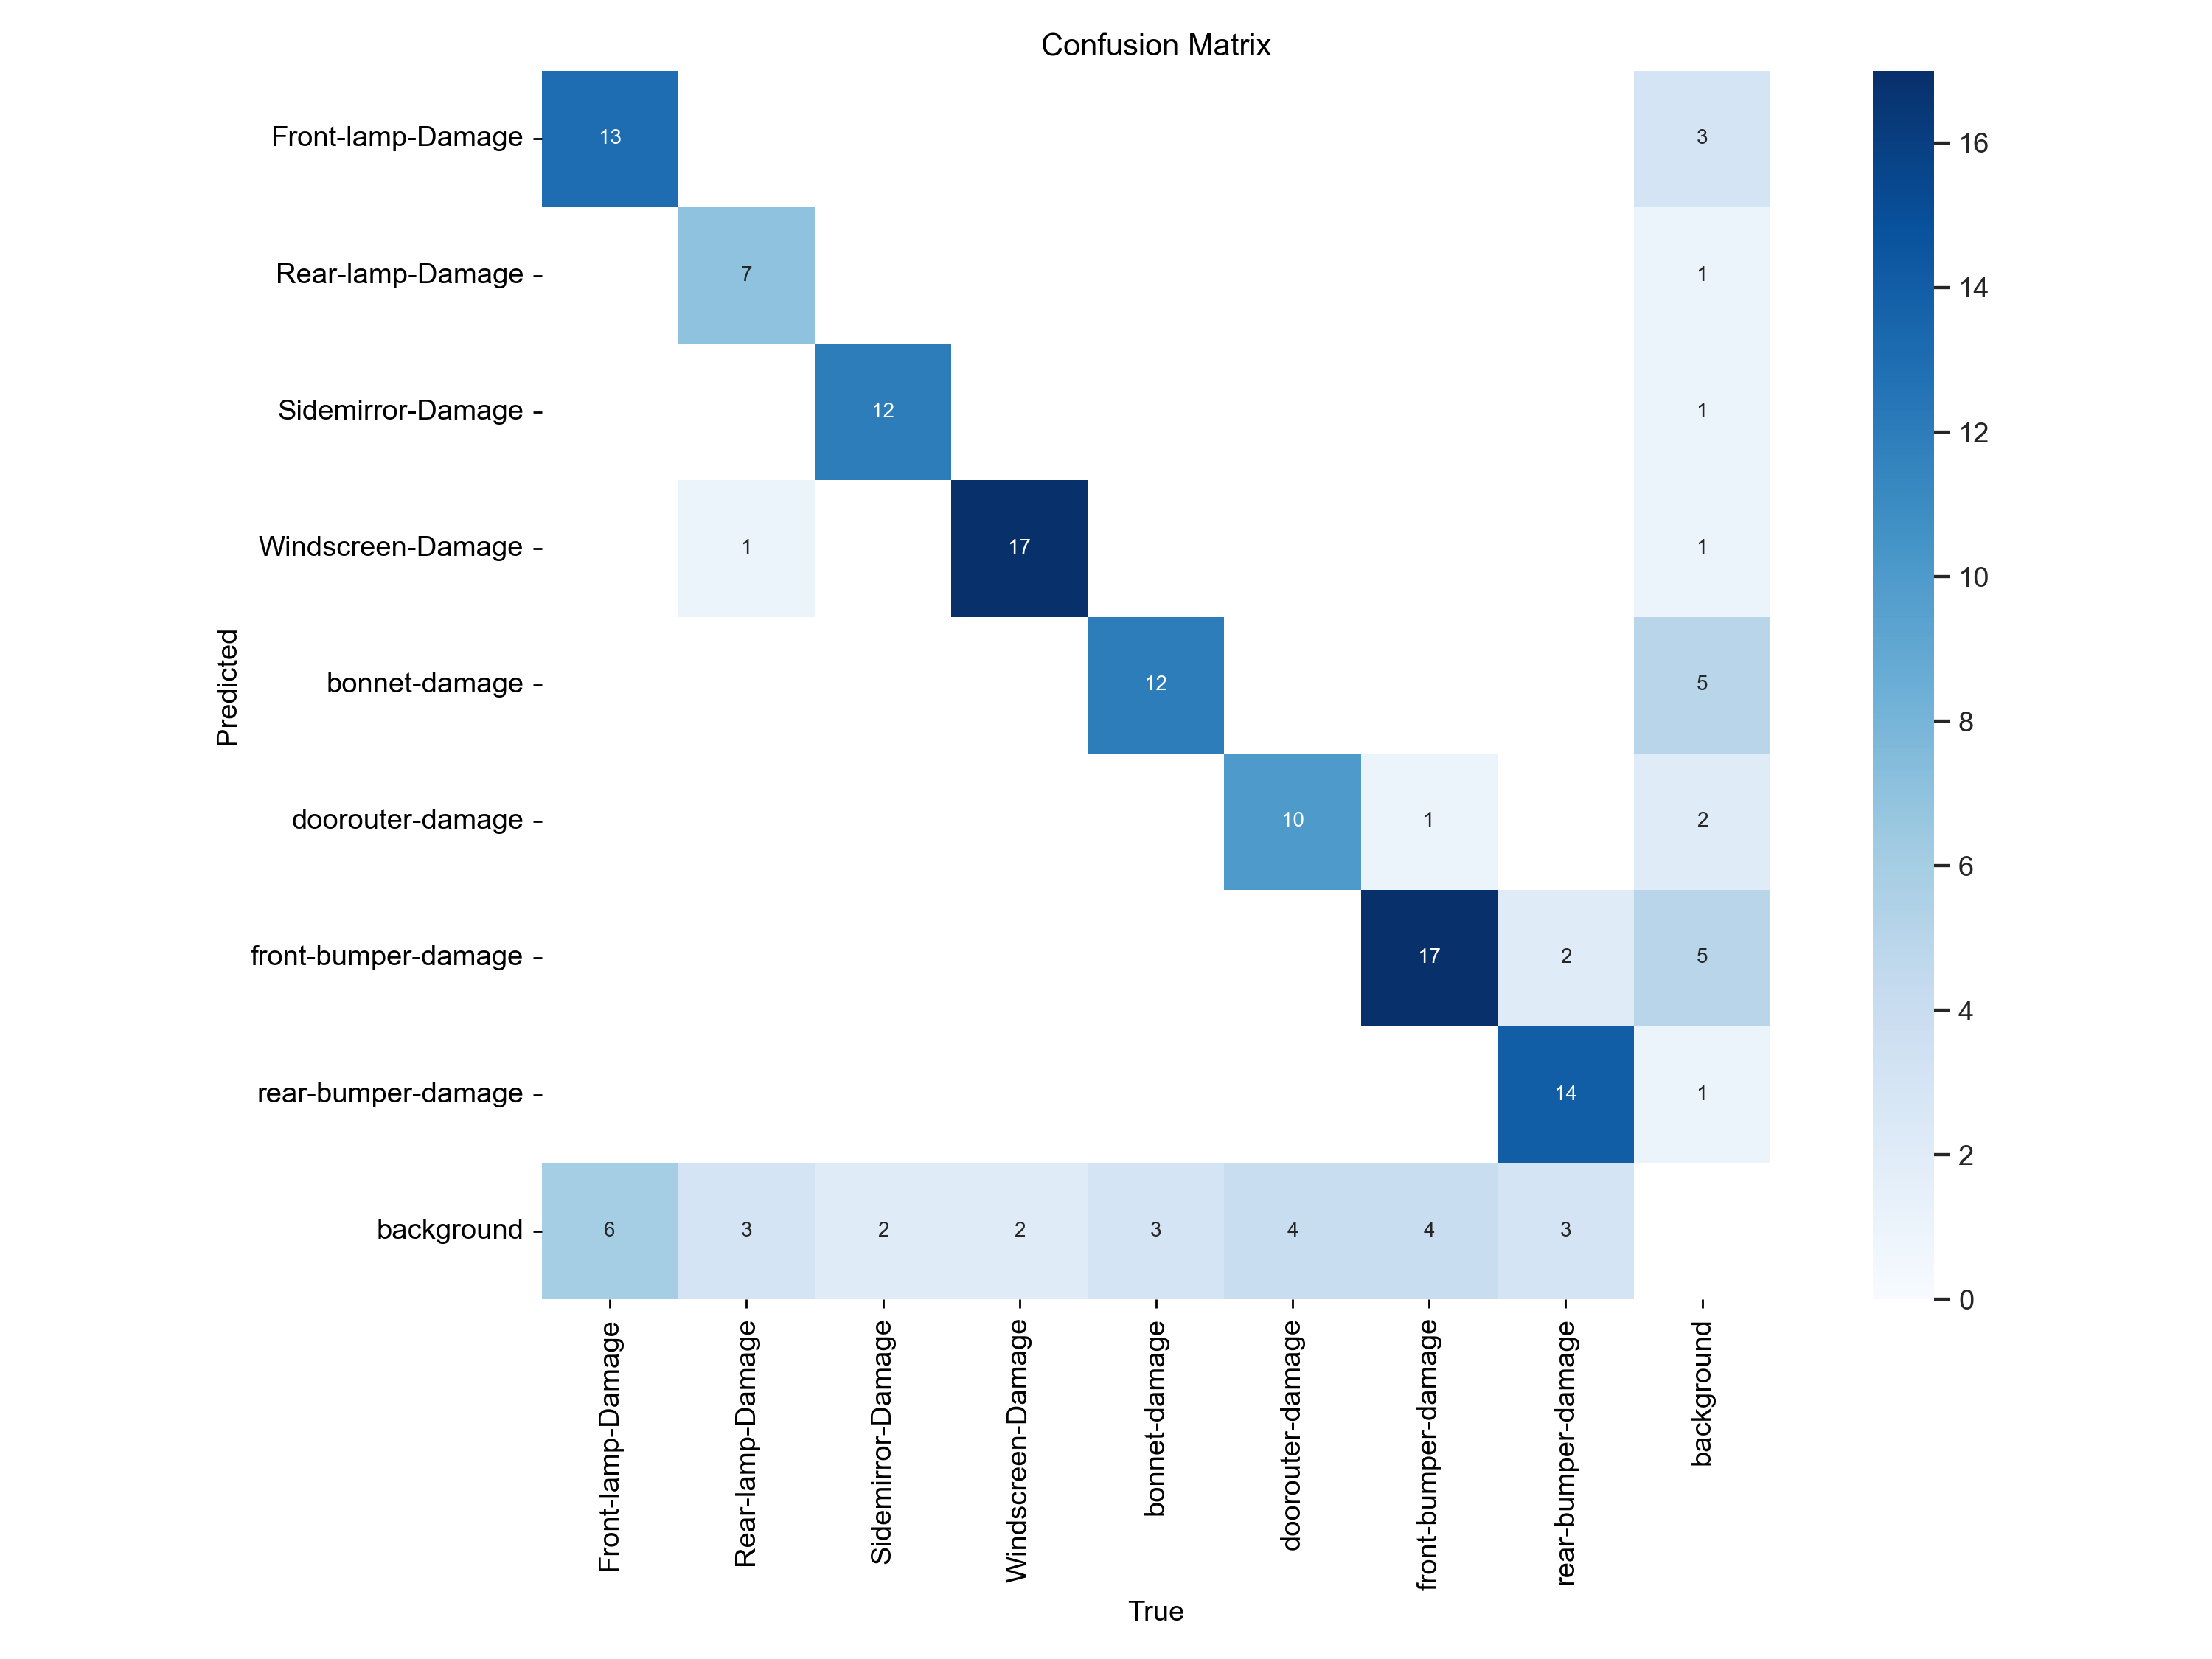 Confusion Matrix
Front-lamp-Damage 13 3
Rear-lamp-Damage 7 1
Sidemirror-Damage 12 1
Windscreen-Damage 1 17 1
bonnet-damage 12 5
doorouter-damage 10 1 2
front-bumper-damage 17 2 5
rear-bumper-damage 14 1
background 6 3 2 2 3 4 4 3
Predicted
Front-lamp-Damage
Rear-lamp-Damage
Sidemirror-Damage
Windscreen-Damage
bonnet-damage
doorouter-damage
front-bumper-damage
rear-bumper-damage
background
True
16
14
12
10
8
6
4
2
0